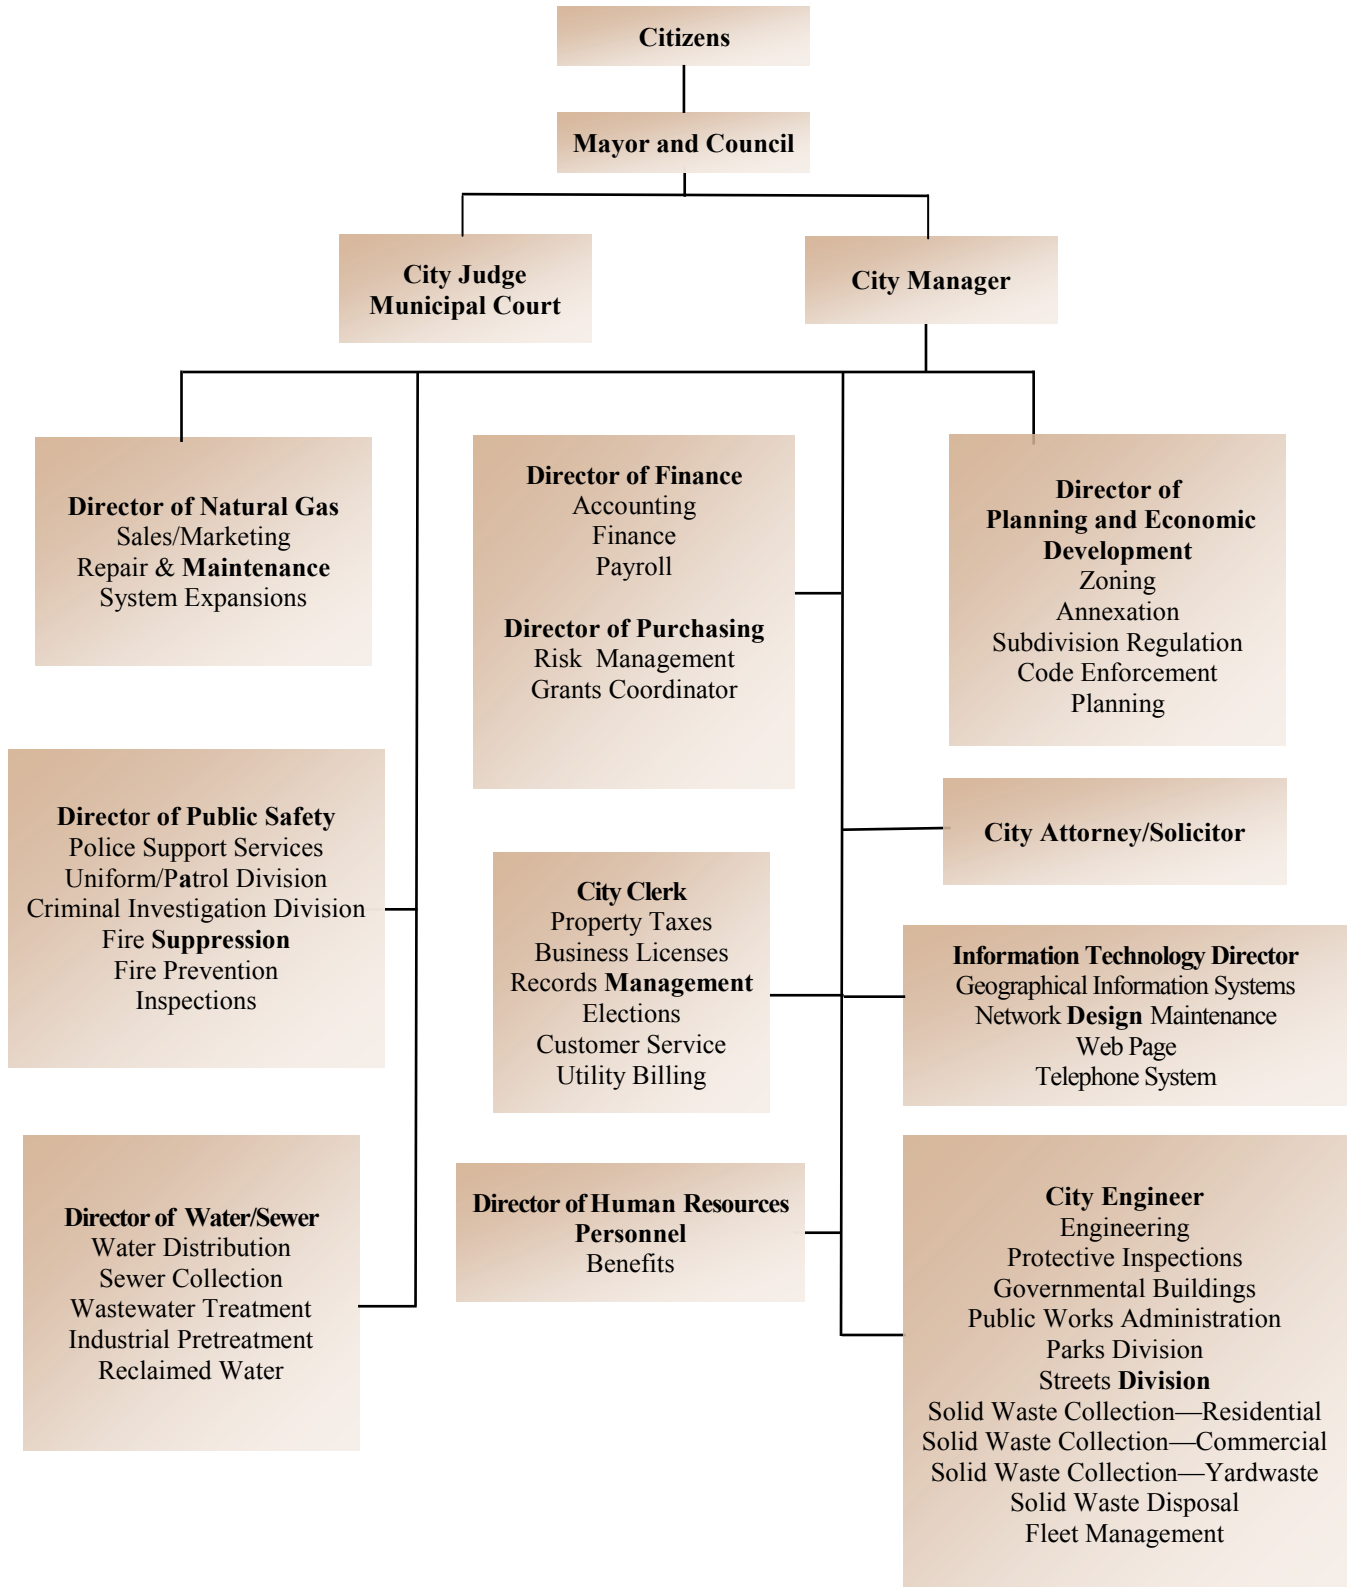 Citizens
Mayor and Council
City Judge
Municipal Court
City Manager
Director of Natural Gas
Sales/Marketing
Repair & Maintenance
System Expansions
Director of Finance
Accounting
Finance
Payroll
Director of Purchasing
Risk Management
Grants Coordinator
Director of
Planning and Economic
Development
Zoning
Annexation
Subdivision Regulation
Code Enforcement
Planning
Director of Public Safety
Police Support Services
Uniform/Patrol Division
Criminal Investigation Division
Fire Suppression
Fire Prevention
Inspections
City Attorney/Solicitor
City Clerk
Property Taxes
Business Licenses
Records Management
Elections
Customer Service
Utility Billing
Information Technology Director
Geographical Information Systems
Network Design Maintenance
Web Page
Telephone System
Director of Water/Sewer
Water Distribution
Sewer Collection
Wastewater Treatment
Industrial Pretreatment
Reclaimed Water
Director of Human Resources
Personnel
Benefits
City Engineer
Engineering
Protective Inspections
Governmental Buildings
Public Works Administration
Parks Division
Streets Division
Solid Waste Collection—Residential
Solid Waste Collection—Commercial
Solid Waste Collection—Yardwaste
Solid Waste Disposal
Fleet Management